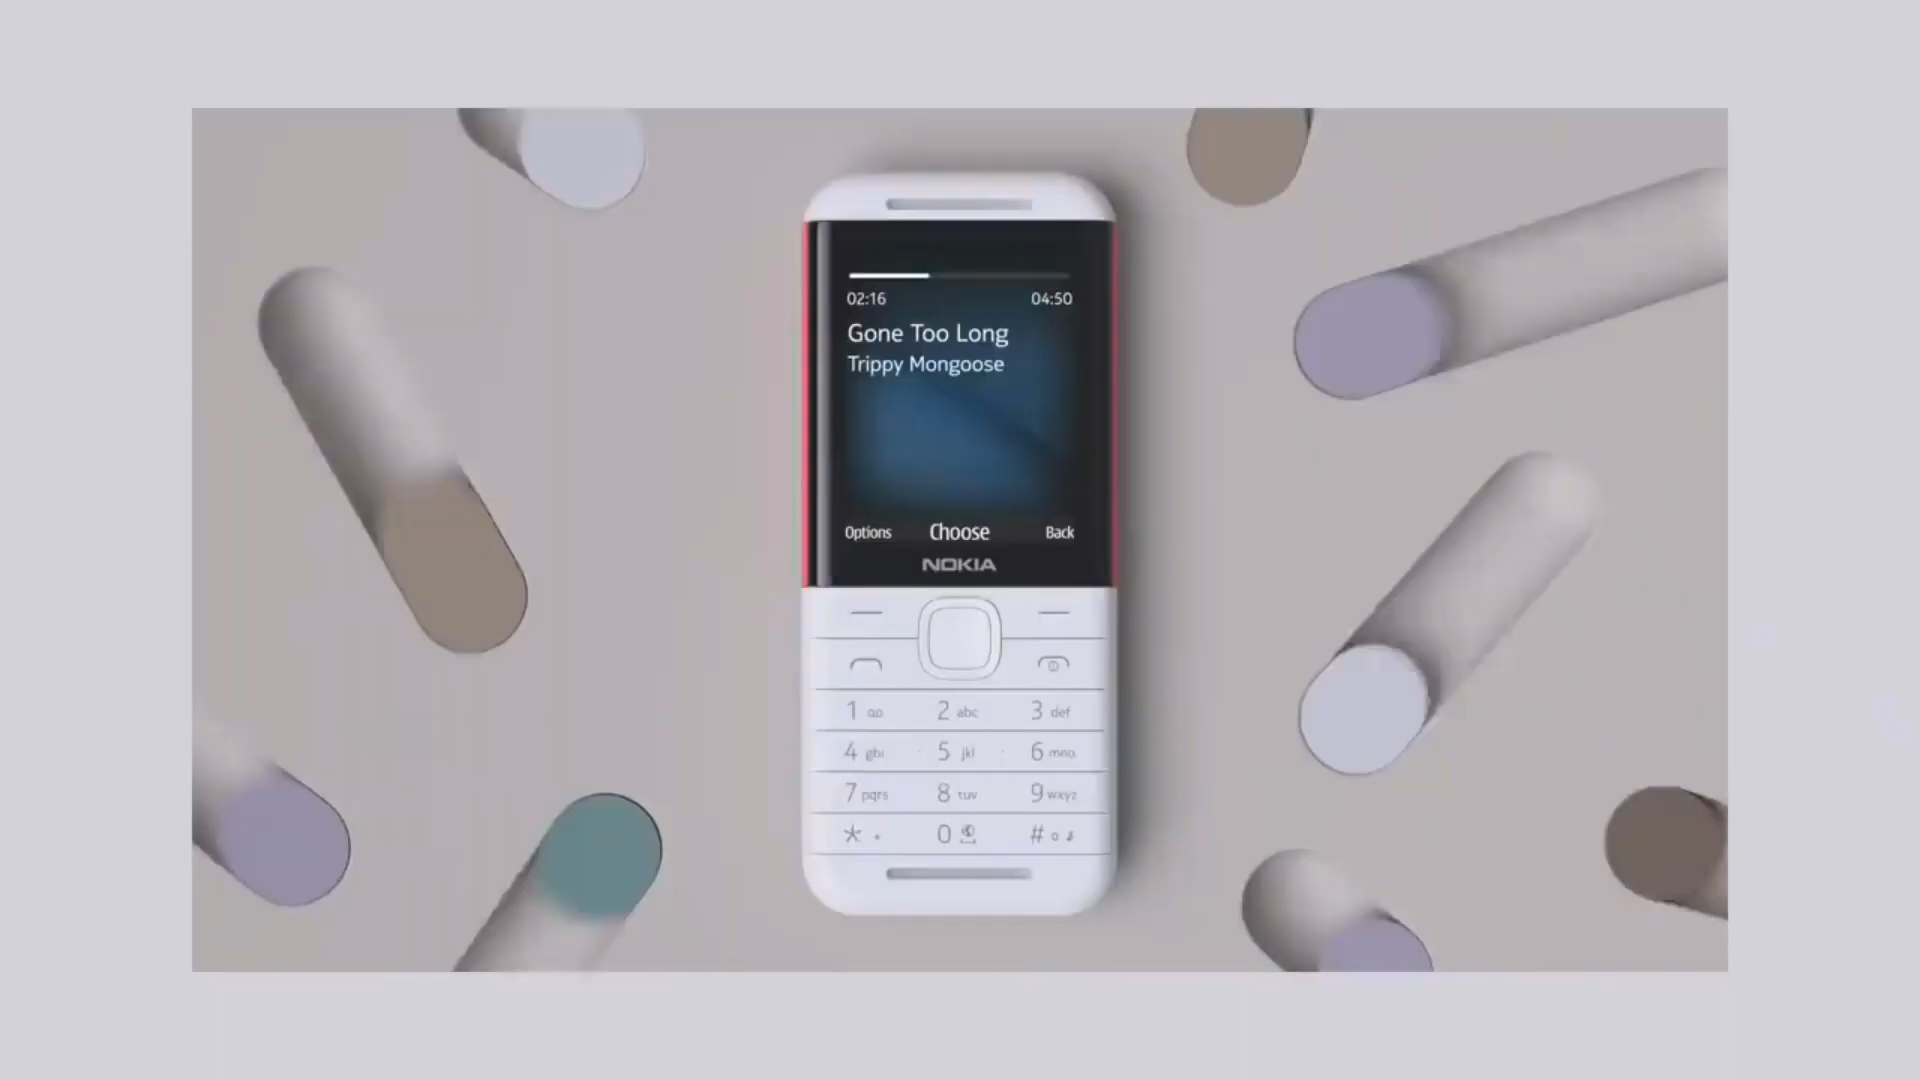 02:16 04:50
Gone Too Long
Trippy Mongoose
Options Choose Back
NOKIA
1 2 abc 3 def
4 ghi 5 jkl 6 mno
7 pqrs 8 tuv 9 wxyz
* + 0 #